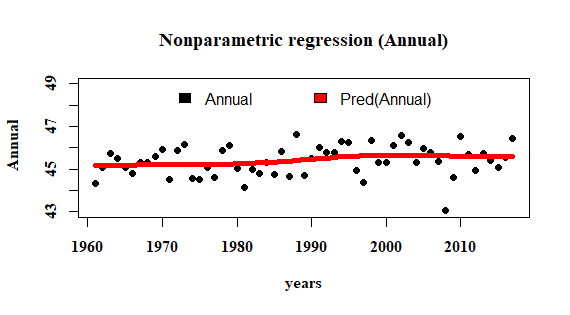 Nonparametric regression (Annual)
Annual
Pred(Annual)
49
47
45
43
Annual
1960
1970
1980
1990
2000
2010
years